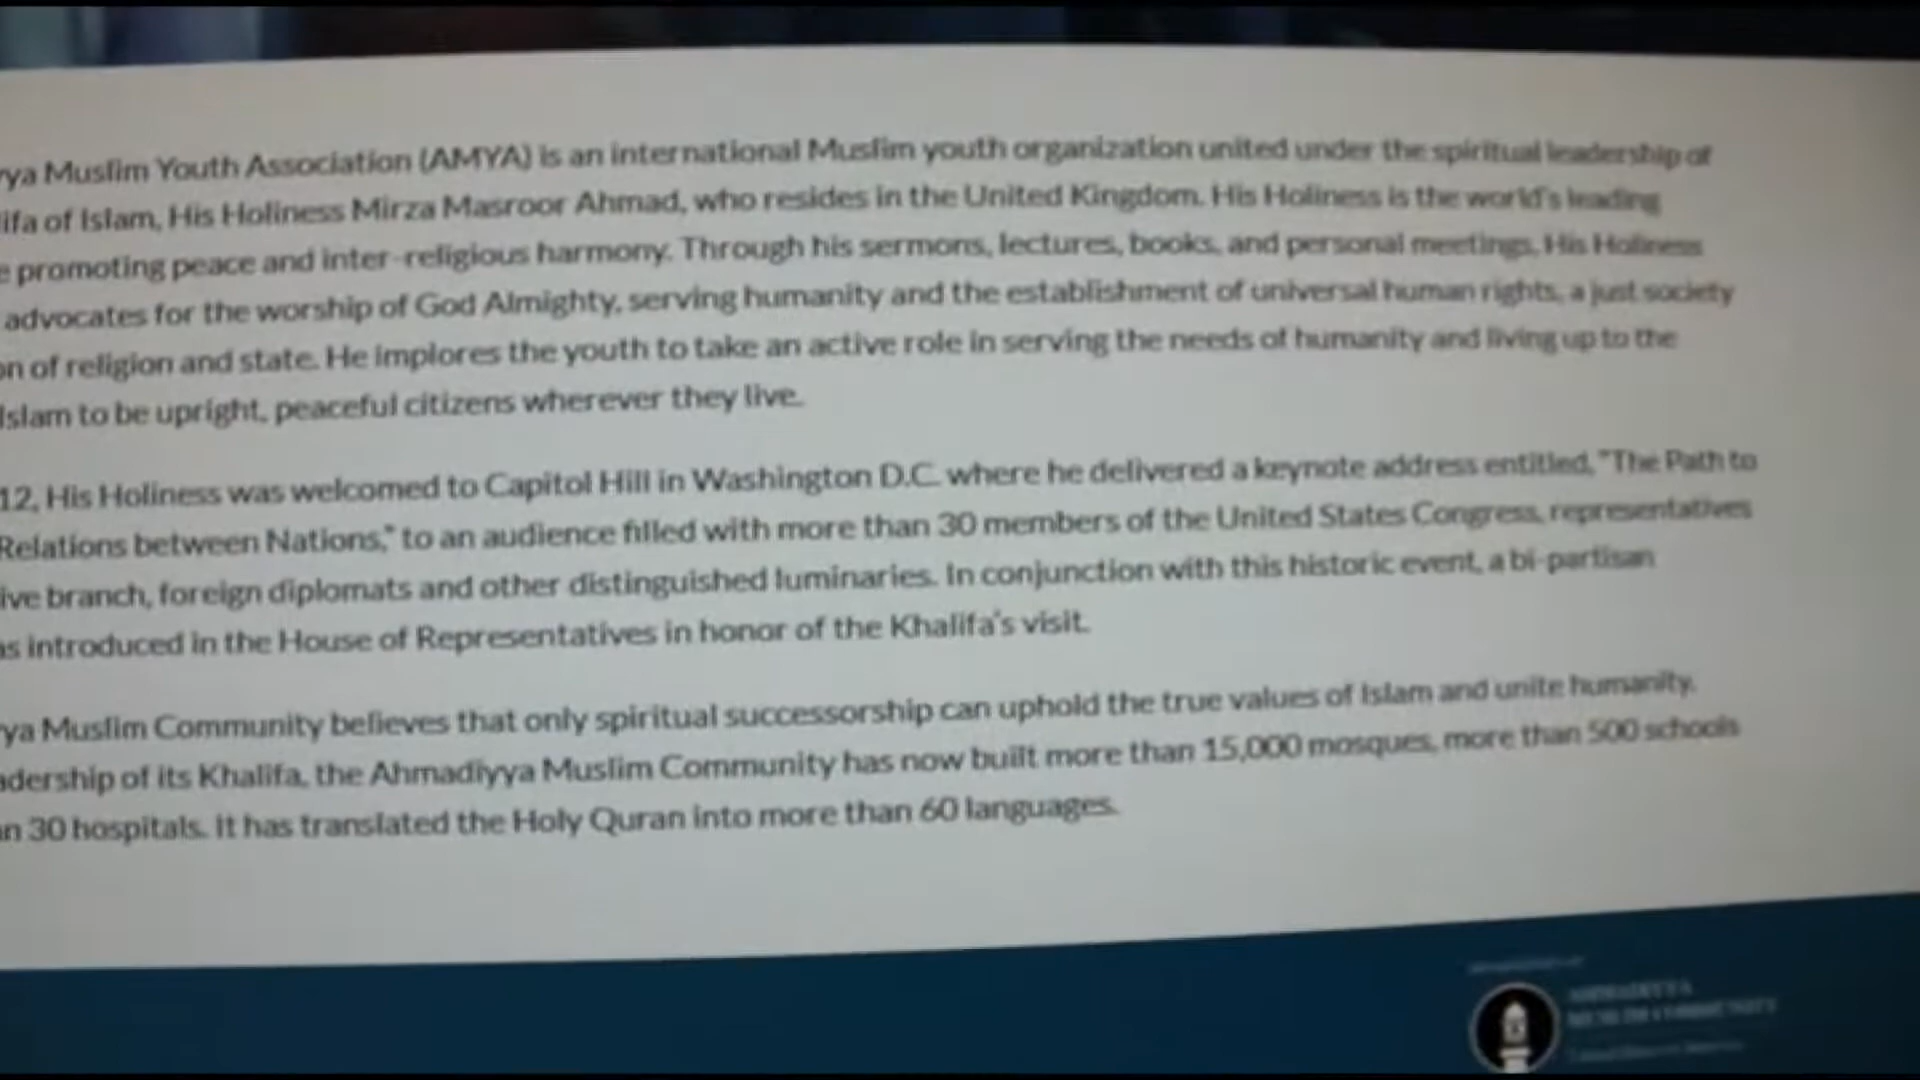 ya Muslim Youth Association (AMYA) is an international Muslim youth organization united under the spiritual leadership of
lifa of Islam, His Holiness Mirza Masroor Ahmad, who resides in the United Kingdom. His Holiness is the world's leading
e promoting peace and inter-religious harmony. Through his sermons, lectures, books, and personal meetings, His Holiness
advocates for the worship of God Almighty, serving humanity and the establishment of universal human rights, a just society
on of religion and state. He implores the youth to take an active role in serving the needs of humanity and living up to the
Islam to be upright, peaceful citizens wherever they live.
12, His Holiness was welcomed to Capitol Hill in Washington D.C. where he delivered a keynote address entitled, "The Path to
Relations between Nations," to an audience filled with more than 30 members of the United States Congress, representatives
ive branch, foreign diplomats and other distinguished luminaries. In conjunction with this historic event, a bi-partisan
as introduced in the House of Representatives in honor of the Khalifa's visit.
ya Muslim Community believes that only spiritual successorship can uphold the true values of Islam and unite humanity.
adership of its Khalifa, the Ahmadiyya Muslim Community has now built more than 15,000 mosques, more than 500 schools
an 30 hospitals. It has translated the Holy Quran into more than 60 languages.
AHMADIYYA
MUSLIM COMMUNITY